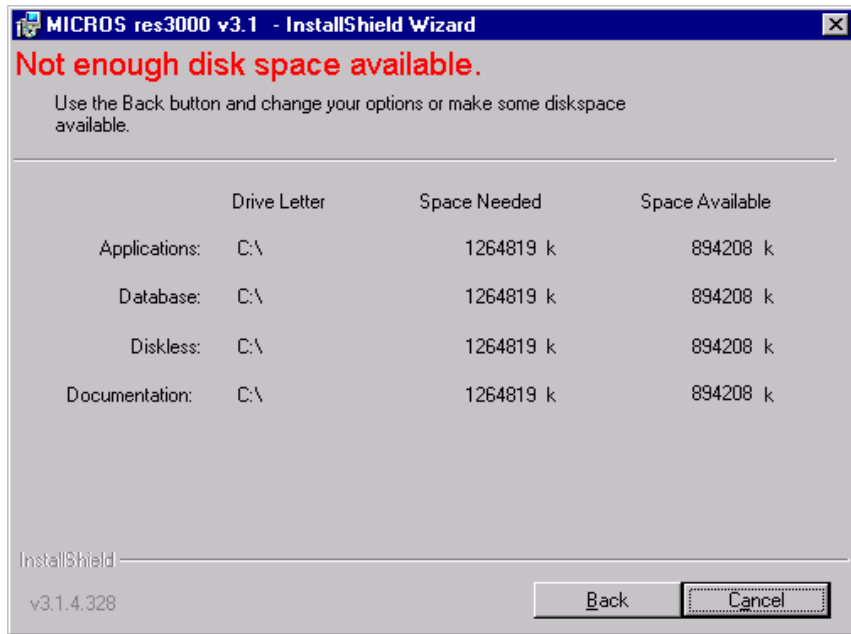 MICROS res3000 v3.1 - InstallShield Wizard
Not enough disk space available.
Use the Back button and change your options or make some diskspace
available.
Drive Letter Space Needed Space Available
Applications: C:\ 1264819 k 894208 k
Database: C:\ 1264819 k 894208 k
Diskless: C:\ 1264819 k 894208 k
Documentation: C:\ 1264819 k 894208 k
InstallShield
v3.1.4.328
Back Cancel